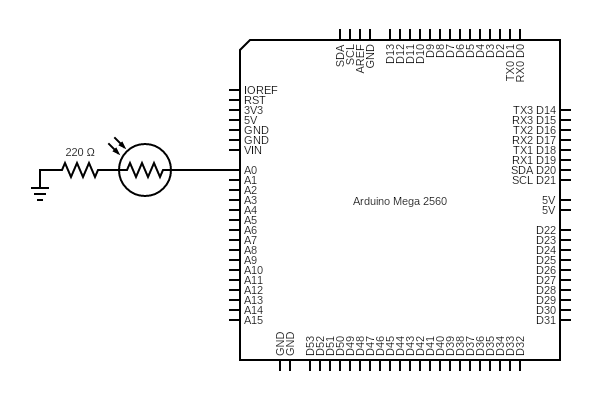 SDA
SCL
AREF
GND
D13
D12
D11
D10
D9
D8
D7
D6
D5
D4
D3
D2
TX0 D1
RX0 D0
IOREF
RST
3V3
5V
GND
GND
VIN
220 Ω
A0
A1
A2
A3
A4
A5
A6
A7
A8
A9
A10
A11
A12
A13
A14
A15
Arduino Mega 2560
TX3 D14
RX3 D15
TX2 D16
RX2 D17
TX1 D18
RX1 D19
SDA D20
SCL D21
5V
5V
D22
D23
D24
D25
D26
D27
D28
D29
D30
D31
GND
GND
D53
D52
D51
D50
D49
D48
D47
D46
D45
D44
D43
D42
D41
D40
D39
D38
D37
D36
D35
D34
D33
D32